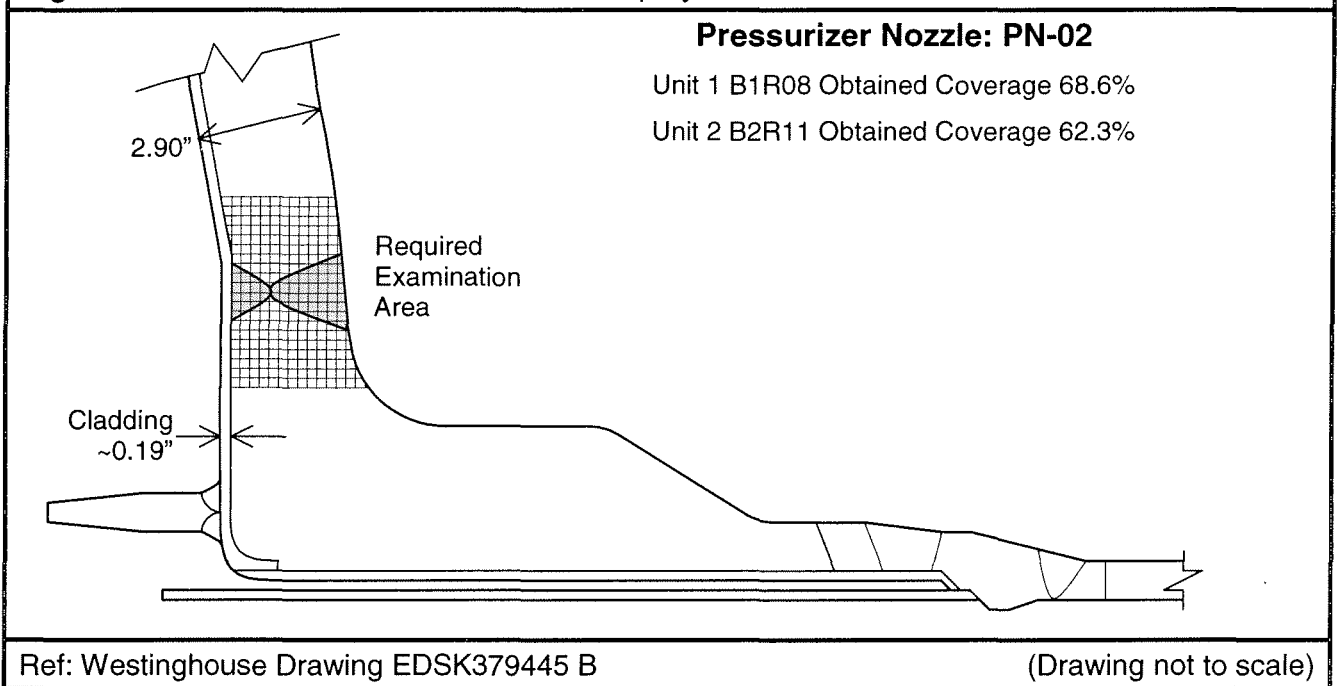 Pressurizer Nozzle: PN-02
Unit 1 B1R08 Obtained Coverage 68.6%
Unit 2 B2R11 Obtained Coverage 62.3%
2.90"
Required
Examination
Area
Cladding
~0.19"
Ref: Westinghouse Drawing EDSK379445 B
(Drawing not to scale)